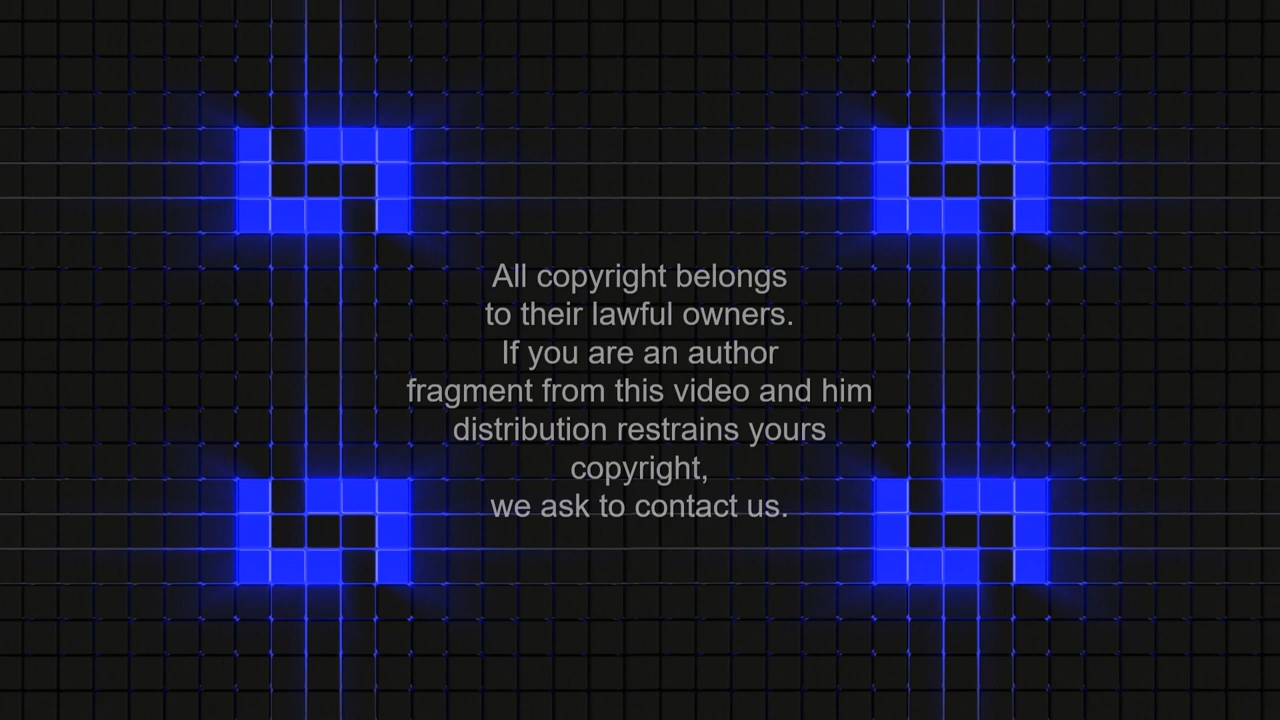 All copyright belongs
to their lawful owners.
If you are an author
fragment from this video and him
distribution restrains yours
copyright,
we ask to contact us.